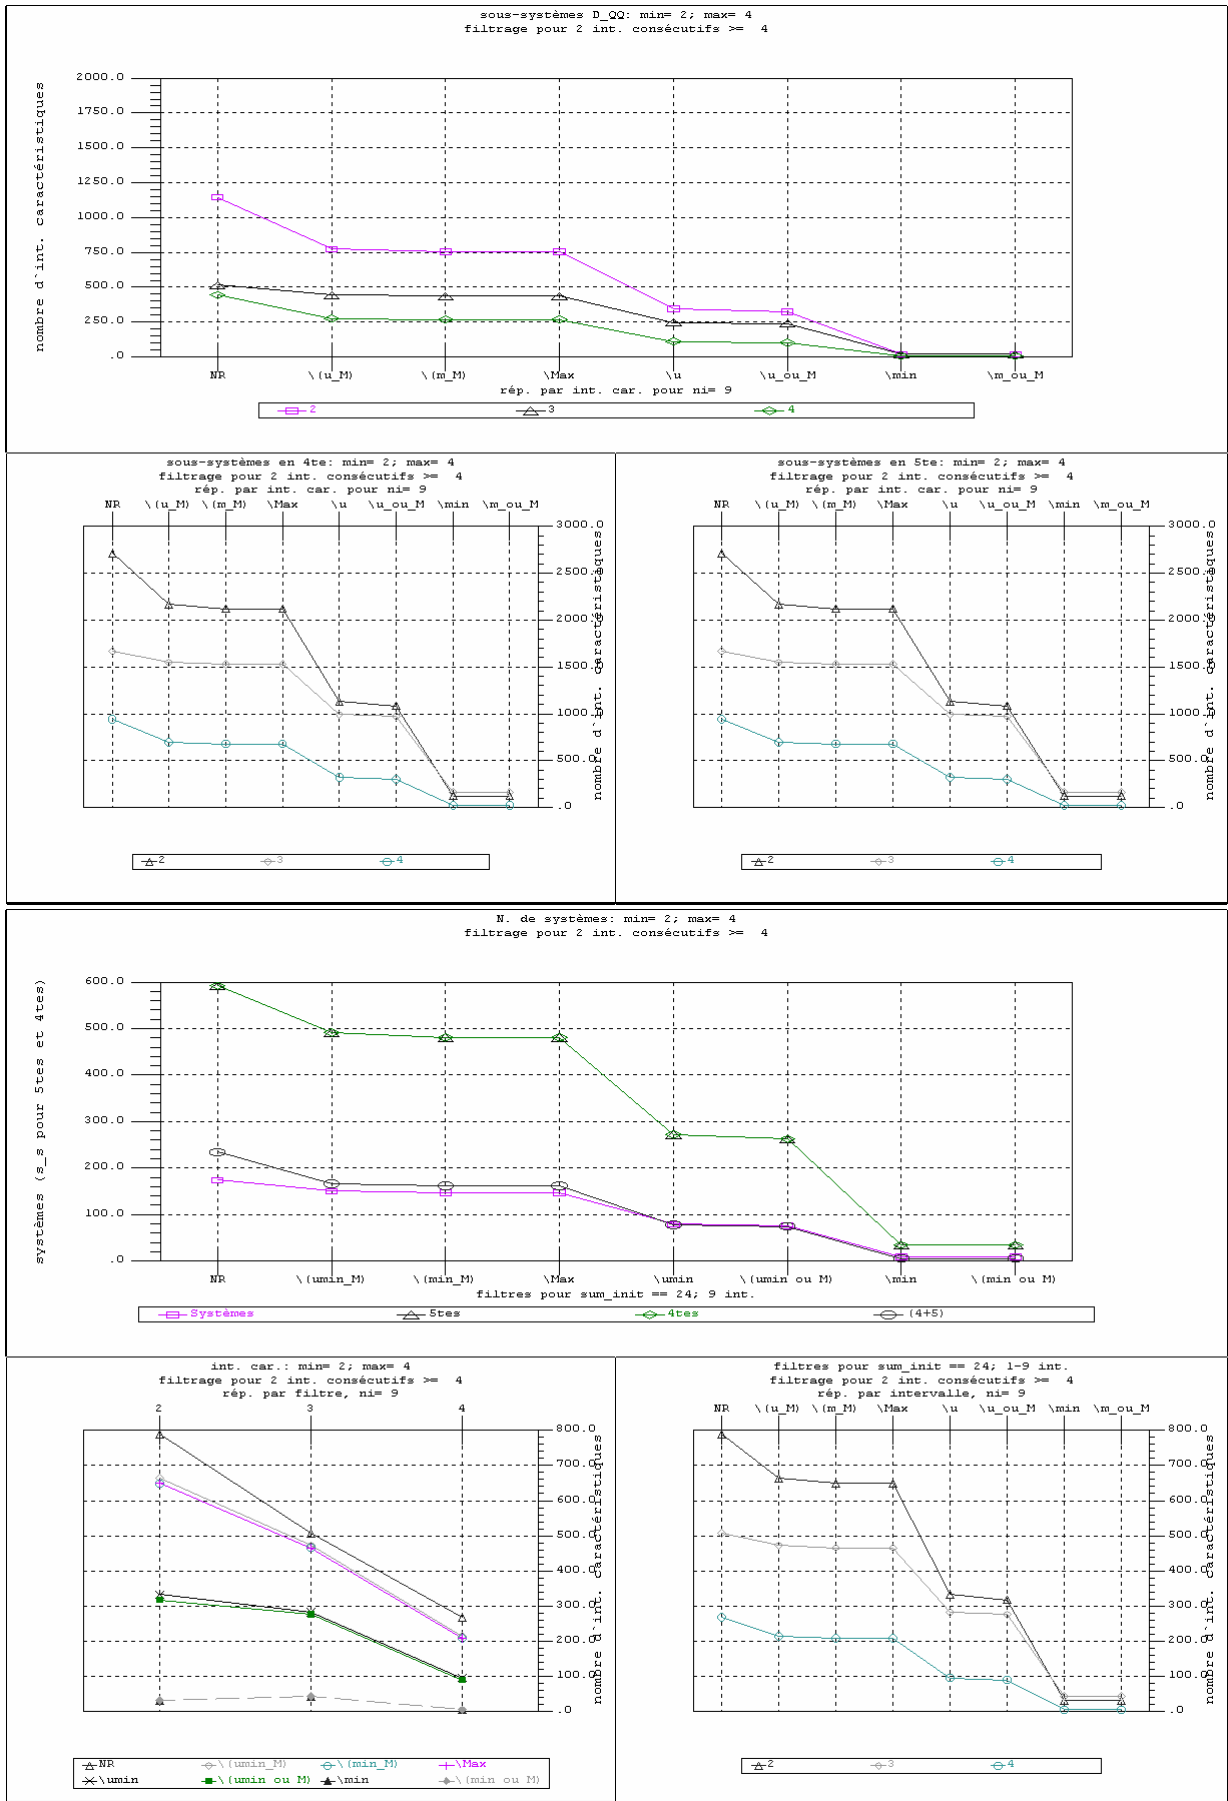 sous-systèmes D_QQ: min= 2; max= 4
filtrage pour 2 int. consécutifs >=  4
nombre d`int. caractéristiques
2000.0
1750.0
1500.0
1250.0
1000.0
750.0
500.0
250.0
.0
NR \(u_M) \(m_M) \Max \u \u_ou_M \min \m_ou_M
rép. par int. car. pour ni= 9
2 3 4
sous-systèmes en 4te: min= 2; max= 4
filtrage pour 2 int. consécutifs >=  4
rép. par int. car. pour ni= 9
NR \(u_M) \(m_M) \Max \u \u_ou_M \min \m_ou_M
3000.0
2500.0
2000.0
1500.0
1000.0
500.0
.0
nombre d`int. caractéristiques
2 3 4
sous-systèmes en 5te: min= 2; max= 4
filtrage pour 2 int. consécutifs >=  4
rép. par int. car. pour ni= 9
NR \(u_M) \(m_M) \Max \u \u_ou_M \min \m_ou_M
3000.0
2500.0
2000.0
1500.0
1000.0
500.0
.0
nombre d`int. caractéristiques
2 3 4
N. de systèmes: min= 2; max= 4
filtrage pour 2 int. consécutifs >=  4
systèmes (s_s pour 5tes et 4tes)
600.0
500.0
400.0
300.0
200.0
100.0
.0
NR \(umin_M) \(min_M) \Max \umin \(umin ou M) \min \(min ou M)
filtres pour sum_init == 24; 9 int.
Systèmes 5tes 4tes (4+5)
int. car.: min= 2; max= 4
filtrage pour 2 int. consécutifs >=  4
rép. par filtre, ni= 9
2 3 4
800.0
700.0
600.0
500.0
400.0
300.0
200.0
100.0
.0
nombre d`int. caractéristiques
NR \(umin_M) \(min_M) \Max
\umin \(umin ou M) \min \(min ou M)
filtres pour sum_init == 24; 1-9 int.
filtrage pour 2 int. consécutifs >=  4
rép. par intervalle, ni= 9
NR \(u_M) \(m_M) \Max \u \u_ou_M \min \m_ou_M
800.0
700.0
600.0
500.0
400.0
300.0
200.0
100.0
.0
nombre d`int. caractéristiques
2 3 4